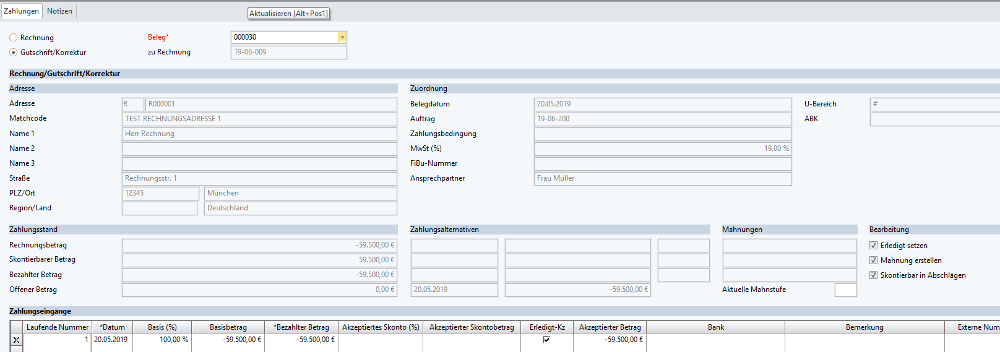 Zahlungen Notizen Aktualisieren [Alt+Pos1]
Rechnung Beleg* 000030
Gutschrift/Korrektur zu Rechnung 19-06-009
Rechnung/Gutschrift/Korrektur
Adresse Zuordnung
Adresse R R000001 Belegdatum 20.05.2019 U-Bereich #
Matchcode TEST RECHNUNGSADRESSE 1 Auftrag 19-06-200 ABK
Name 1 Herr Rechnung Zahlungsbedingung
Name 2 MwSt (%) 19,00 %
Name 3 FiBu-Nummer
Straße Rechnungsstr. 1 Ansprechpartner Frau Müller
PLZ/Ort 12345 München
Region/Land Deutschland
Zahlungsstand Zahlungsalternativen Mahnungen Bearbeitung
Rechnungsbetrag -59.500,00 € Erledigt setzen
Skontierbarer Betrag 59.500,00 € Mahnung erstellen
Bezahlter Betrag -59.500,00 € Skontierbar in Abschlägen
Offener Betrag 0,00 € 20.05.2019 -59.500,00 € Aktuelle Mahnstufe
Zahlungseingänge
Laufende Nummer *Datum Basis (%) Basisbetrag *Bezahlter Betrag Akzeptiertes Skonto (%) Akzeptierter Skontobetrag Erledigt-Kz Akzeptierter Betrag Bank Bemerkung Externe Num
1 20.05.2019 100,00 % -59.500,00 € -59.500,00 € -59.500,00 €